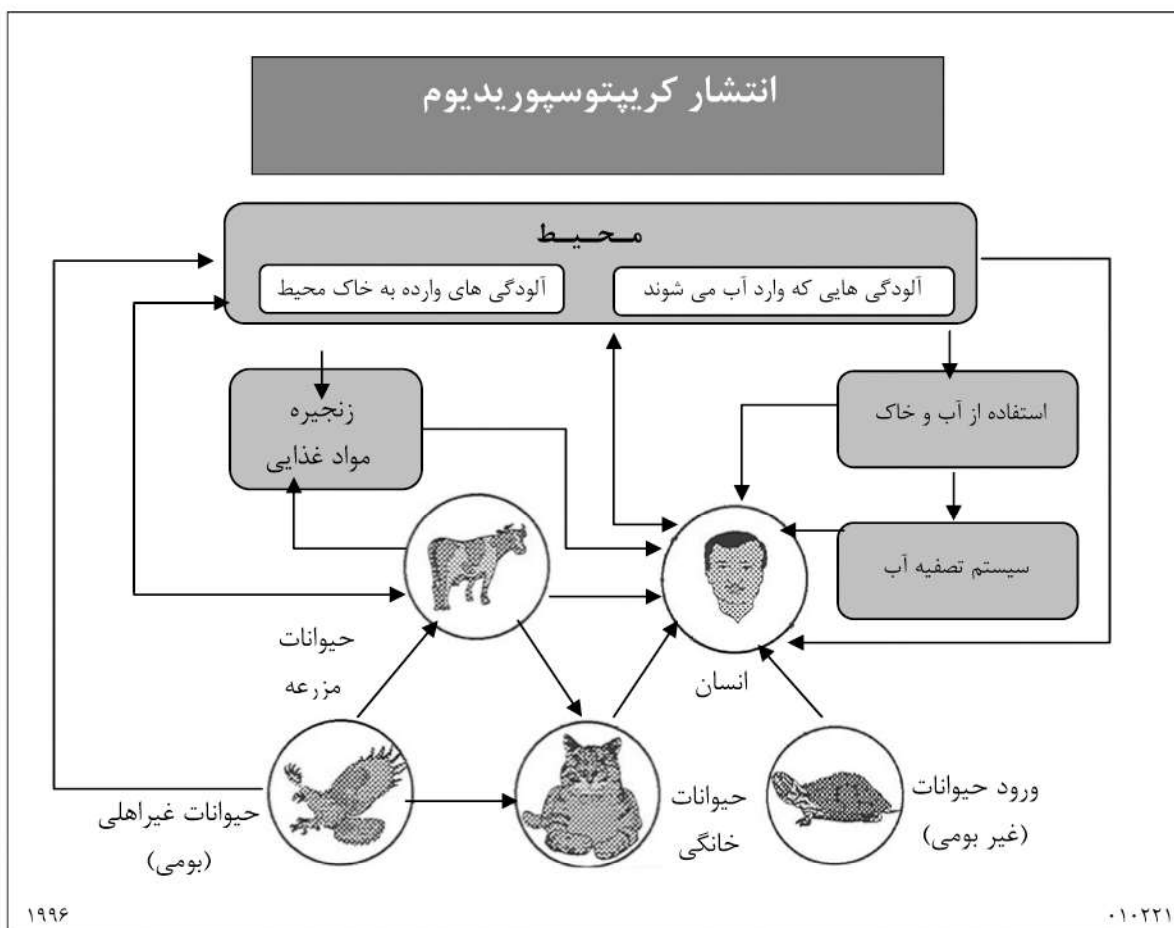 انتشار کریپتوسپوریدیوم
مـحـیـط
آلودگی هایی که وارد آب می شوند
آلودگی های وارده به خاک محیط
استفاده از آب و خاک
زنجیره
مواد غذایی
سیستم تصفیه آب
حیوانات
مزرعه
انسان
ورود حیوانات
(غیر بومی)
حیوانات
خانگی
حیوانات غیراهلی
(بومی)
۰۱۰۲۲۱
۱۹۹۶